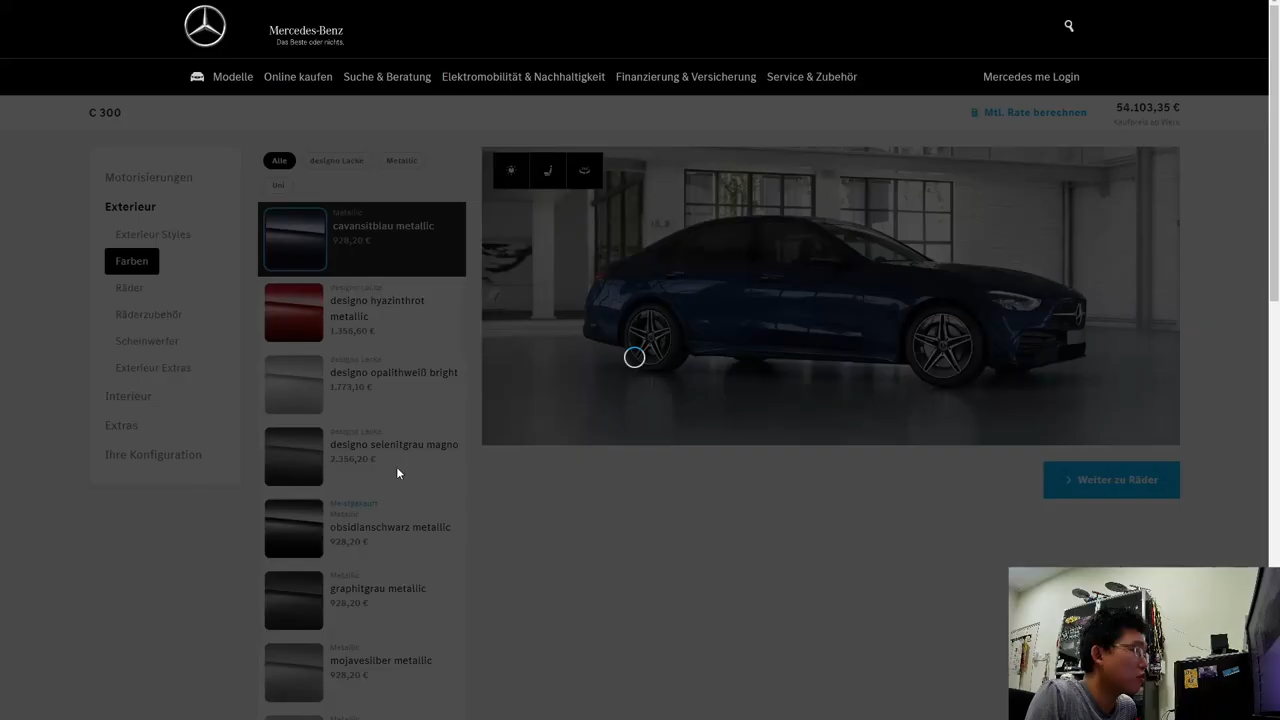 Mercedes-Benz
Das Beste oder nichts.
Modelle
Online kaufen
Suche & Beratung
Elektromobilität & Nachhaltigkeit
Finanzierung & Versicherung
Service & Zubehör
Mercedes me Login
C 300
Mtl. Rate berechnen
54.103,35 €
Kaufpreis ab Werk
Motorisierungen
Exterieur
Exterieur Styles
Farben
Räder
Räderzubehör
Scheinwerfer
Exterieur Extras
Interieur
Extras
Ihre Konfiguration
Alle
designo Lacke
Metallic
Uni
Metallic
cavansitblau metallic
928,20 €
designo Lacke
designo hyazinthrot
metallic
1.356,60 €
designo Lacke
designo opalithweiß bright
1.773,10 €
designo Lacke
designo selenitgrau magno
2.356,20 €
Meistgekauft
Metallic
obsidianschwarz metallic
928,20 €
Metallic
graphitgrau metallic
928,20 €
Metallic
mojavesilber metallic
928,20 €
Metallic
Weiter zu Räder